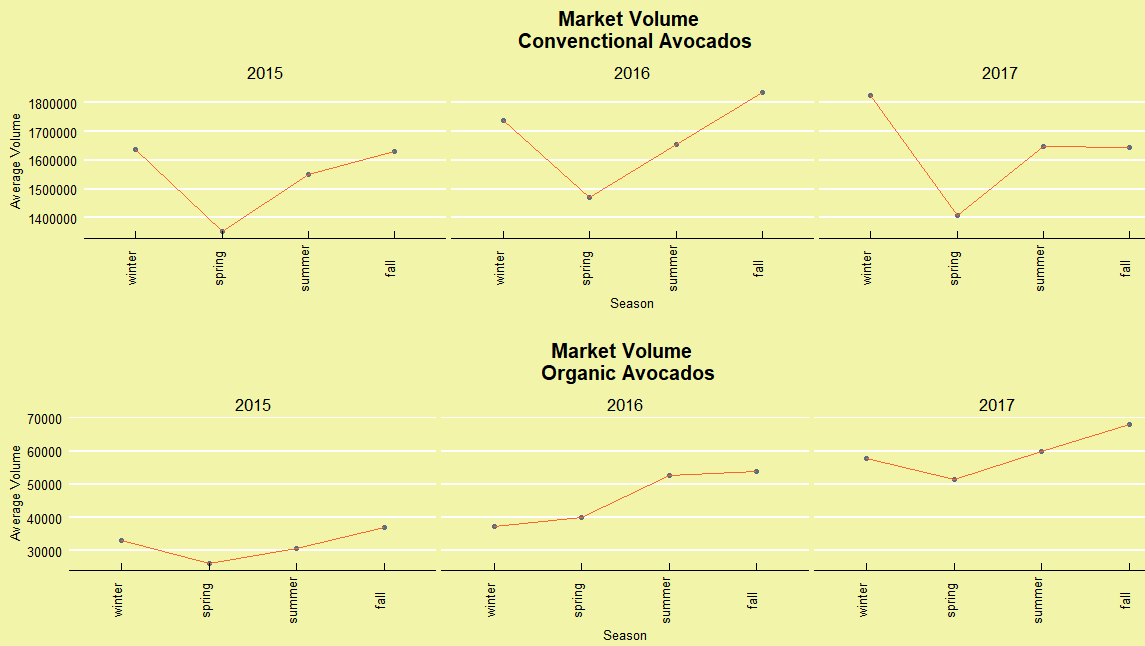 Market Volume
Convenctional Avocados
2015 2016 2017
Average Volume
1800000
1700000
1600000
1500000
1400000
winter spring summer fall winter spring summer fall winter spring summer fall
Season
Market Volume
Organic Avocados
2015 2016 2017
Average Volume
70000
60000
50000
40000
30000
winter spring summer fall winter spring summer fall winter spring summer fall
Season